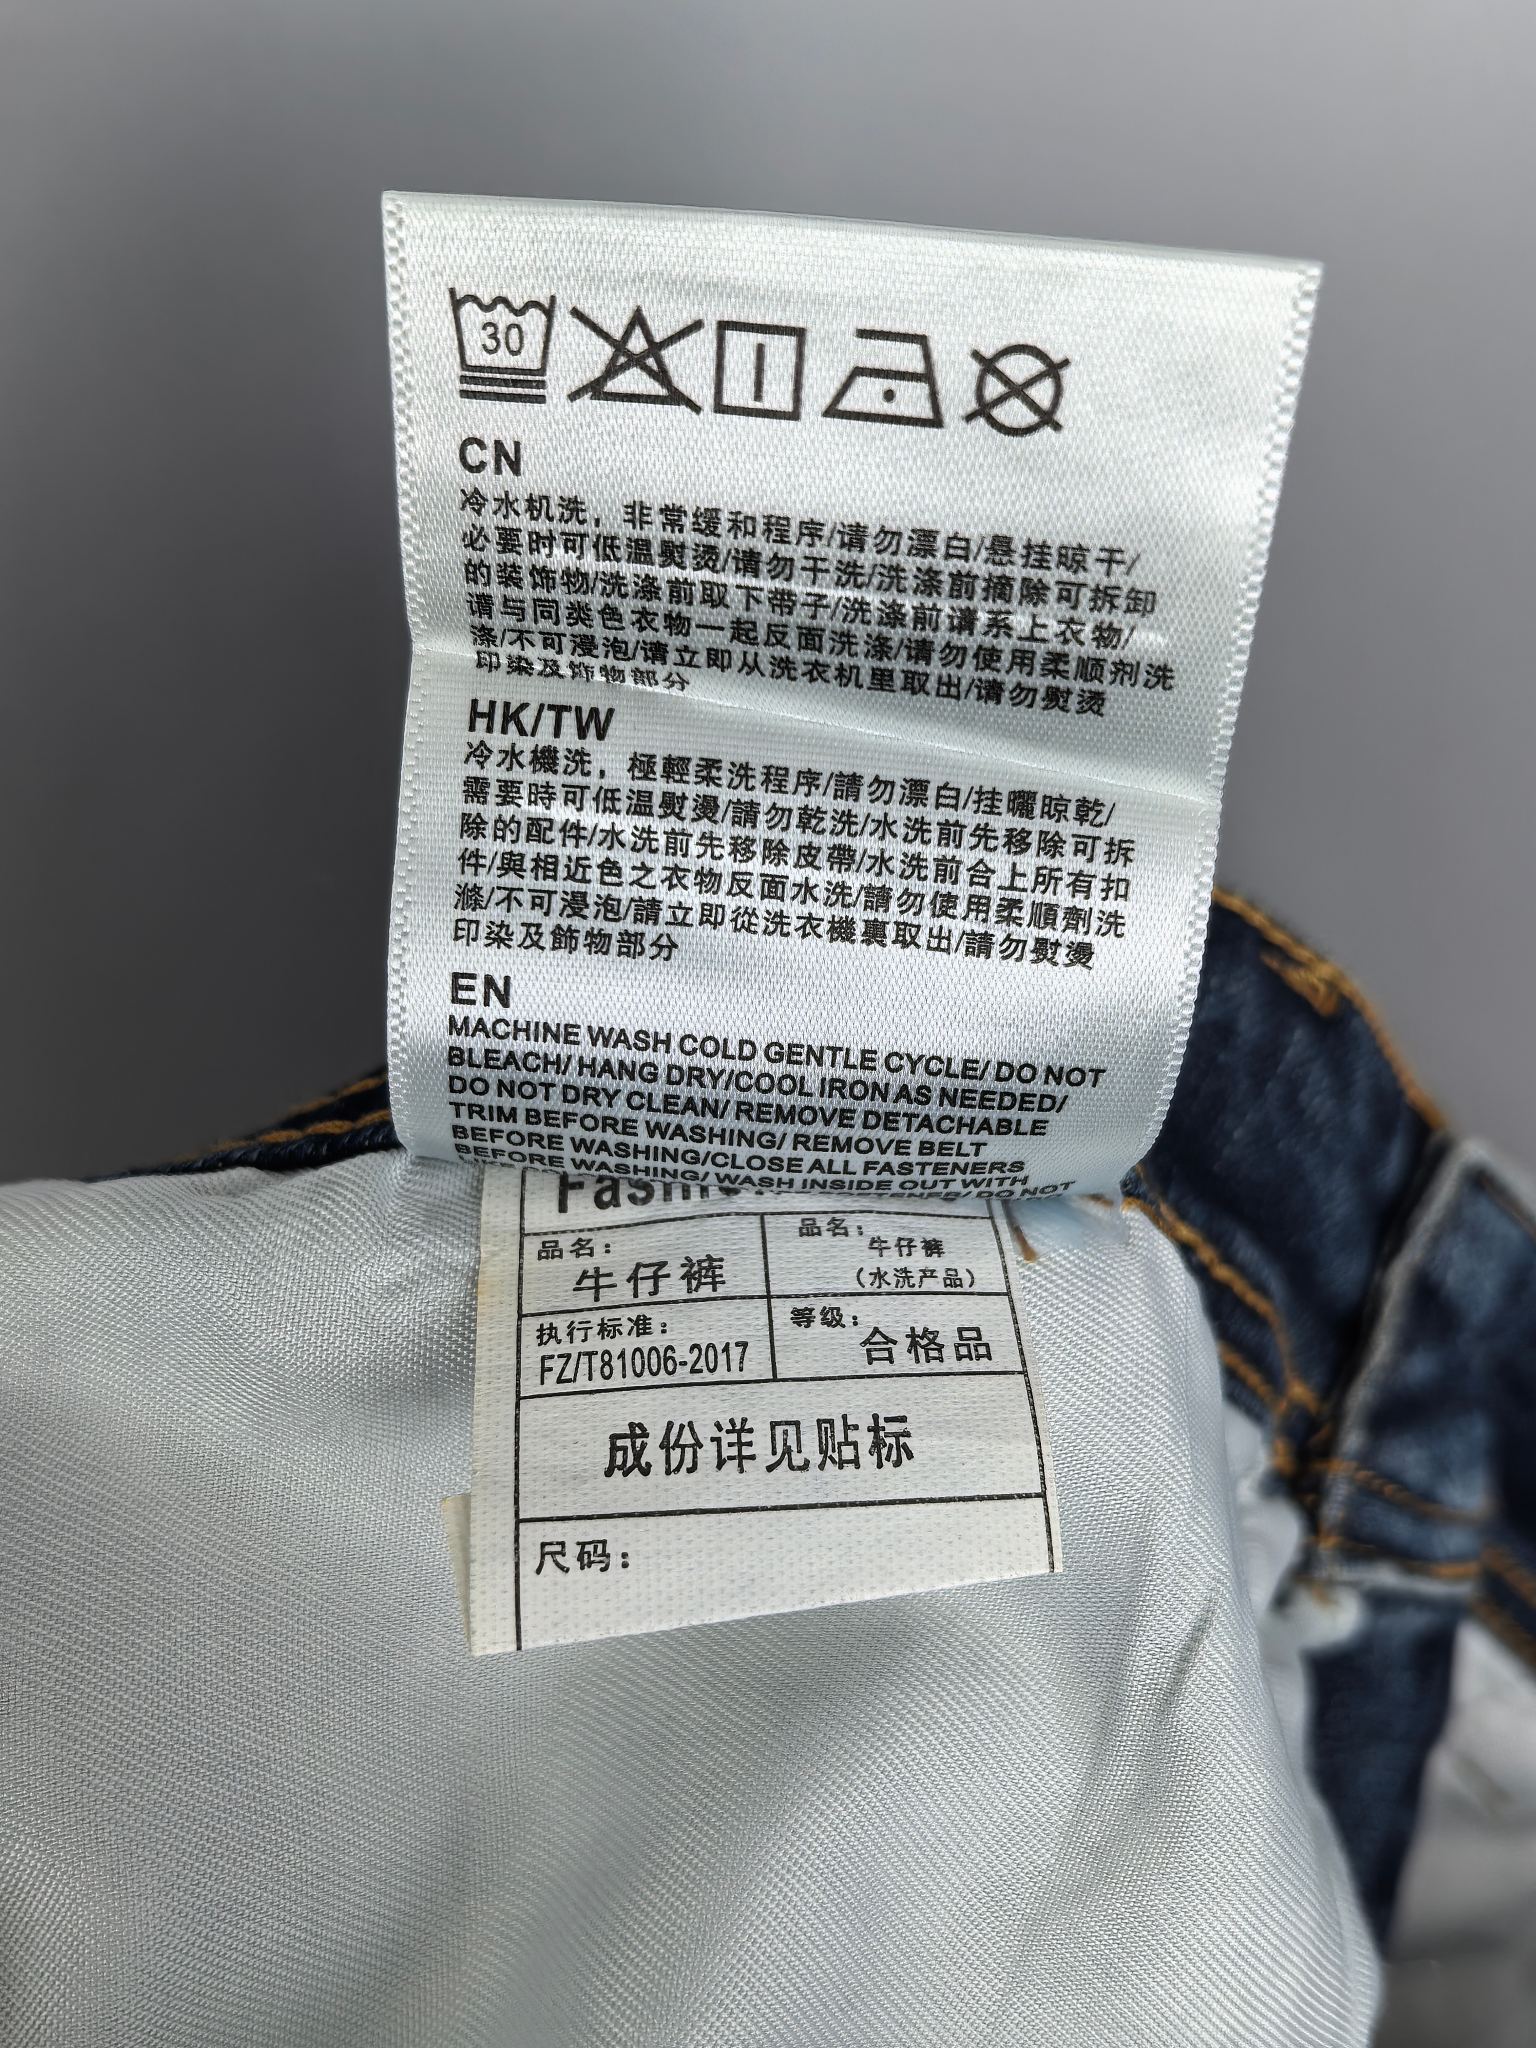 30
CN
冷水机洗，非常缓和程序/请勿漂白/悬挂晾干/
必要时可低温熨烫/请勿干洗/洗涤前摘除可拆卸
的装饰物/洗涤前取下带子/洗涤前请系上衣物/
请与同类色衣物一起反面洗涤/请勿使用柔顺剂洗
涤/不可浸泡/请立即从洗衣机里取出/请勿熨烫
印染及饰物部分
HK/TW
冷水機洗，極輕柔洗程序/請勿漂白/挂曬晾乾/
需要時可低温熨燙/請勿乾洗/水洗前先移除可拆
除的配件/水洗前先移除皮帶/水洗前合上所有扣
件/與相近色之衣物反面水洗/請勿使用柔順劑洗
滌/不可浸泡/請立即從洗衣機裏取出/請勿熨燙
印染及飾物部分
EN
MACHINE WASH COLD GENTLE CYCLE/ DO NOT
BLEACH/ HANG DRY/COOL IRON AS NEEDED/
DO NOT DRY CLEAN/ REMOVE DETACHABLE
TRIM BEFORE WASHING/ REMOVE BELT
BEFORE WASHING/CLOSE ALL FASTENERS
BEFORE WASHING/ WASH INSIDE OUT WITH
SOFTENER/ DO NOT
品名：
牛仔裤
品名：
牛仔裤
（水洗产品）
执行标准：
FZ/T81006-2017
等级：
合格品
成份详见贴标
尺码：